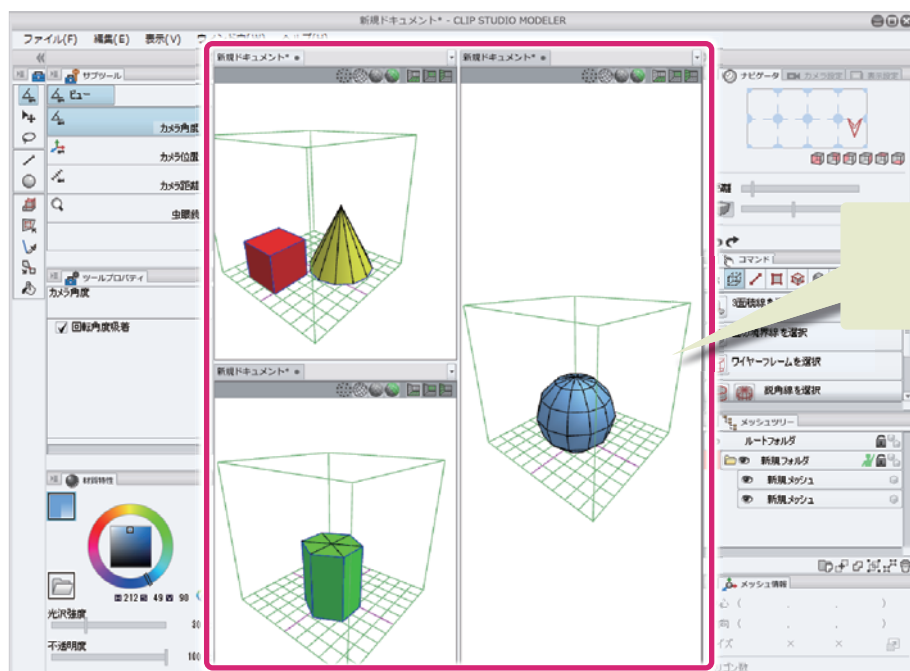 新規ドキュメント* - CLIP STUDIO MODELER
ファイル(F) 編集(E) 表示(V)
サブツール
ビュー
カメラ角度
カメラ位置
カメラ距離
虫眼鏡
ツールプロパティ
カメラ角度
回転角度吸着
材質特性
212 49 98
光沢強度
不透明度
100
新規ドキュメント*
新規ドキュメント*
新規ドキュメント*
ナビゲータ カメラ設定 表示設定
コマンド
境界線を選択
ワイヤーフレームを選択
鋭角線を選択
メッシュツリー
ルートフォルダ
新規フォルダ
新規メッシュ1
新規メッシュ1
メッシュ情報